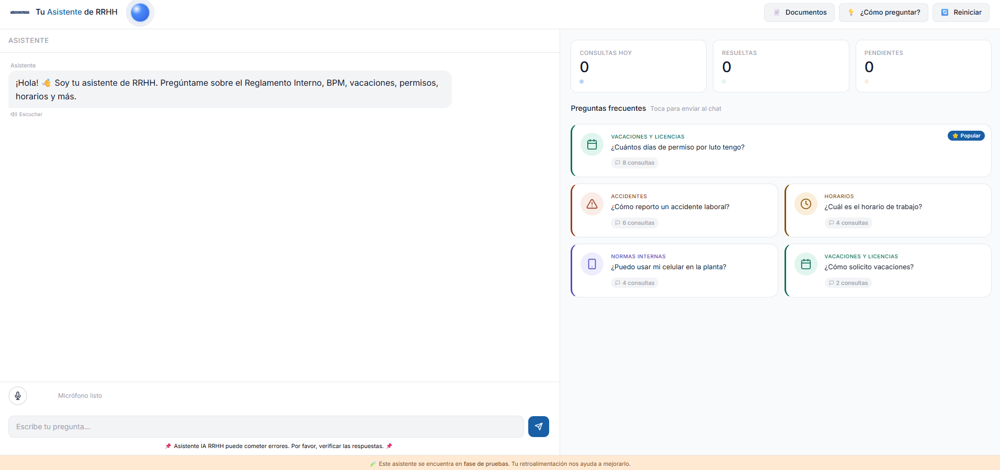 Tu Asistente de RRHH
Documentos
¿Cómo preguntar?
Reiniciar
ASISTENTE
Asistente
¡Hola! 👋 Soy tu asistente de RRHH. Pregúntame sobre el Reglamento Interno, BPM, vacaciones, permisos,
horarios y más.
Escuchar
Micrófono listo
Escribe tu pregunta...
📌 Asistente IA RRHH puede cometer errores. Por favor, verificar las respuestas. 📌
CONSULTAS HOY
0
RESUELTAS
0
PENDIENTES
0
Preguntas frecuentes Toca para enviar al chat
VACACIONES Y LICENCIAS
⭐ Popular
¿Cuántos días de permiso por luto tengo?
8 consultas
ACCIDENTES
¿Cómo reporto un accidente laboral?
6 consultas
HORARIOS
¿Cuál es el horario de trabajo?
4 consultas
NORMAS INTERNAS
¿Puedo usar mi celular en la planta?
4 consultas
VACACIONES Y LICENCIAS
¿Cómo solicito vacaciones?
2 consultas
🧪 Este asistente se encuentra en fase de pruebas. Tu retroalimentación nos ayuda a mejorarlo.